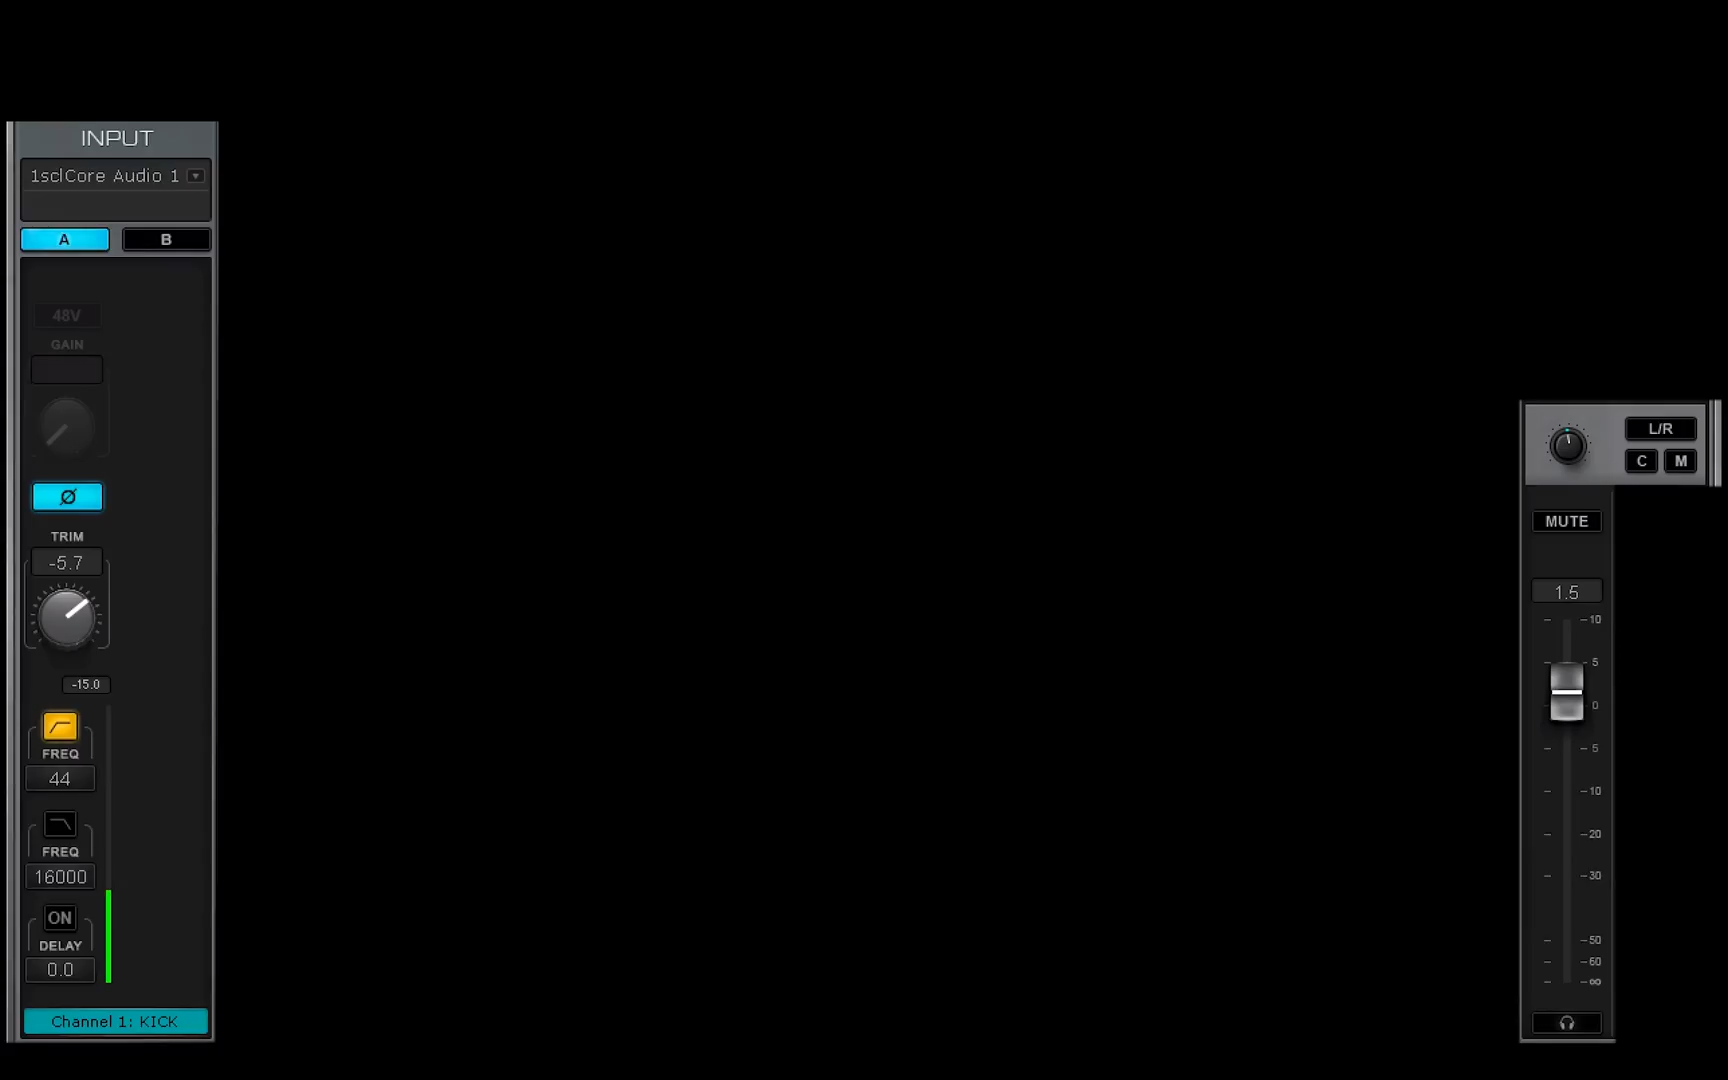 INPUT
1sclCore Audio 1
A B
48V
GAIN
Ø
TRIM
-5.7
-15.0
FREQ
44
FREQ
16000
ON
DELAY
0.0
Channel 1: KICK
L/R
C M
MUTE
1.5
10
5
0
5
10
20
30
50
60
∞